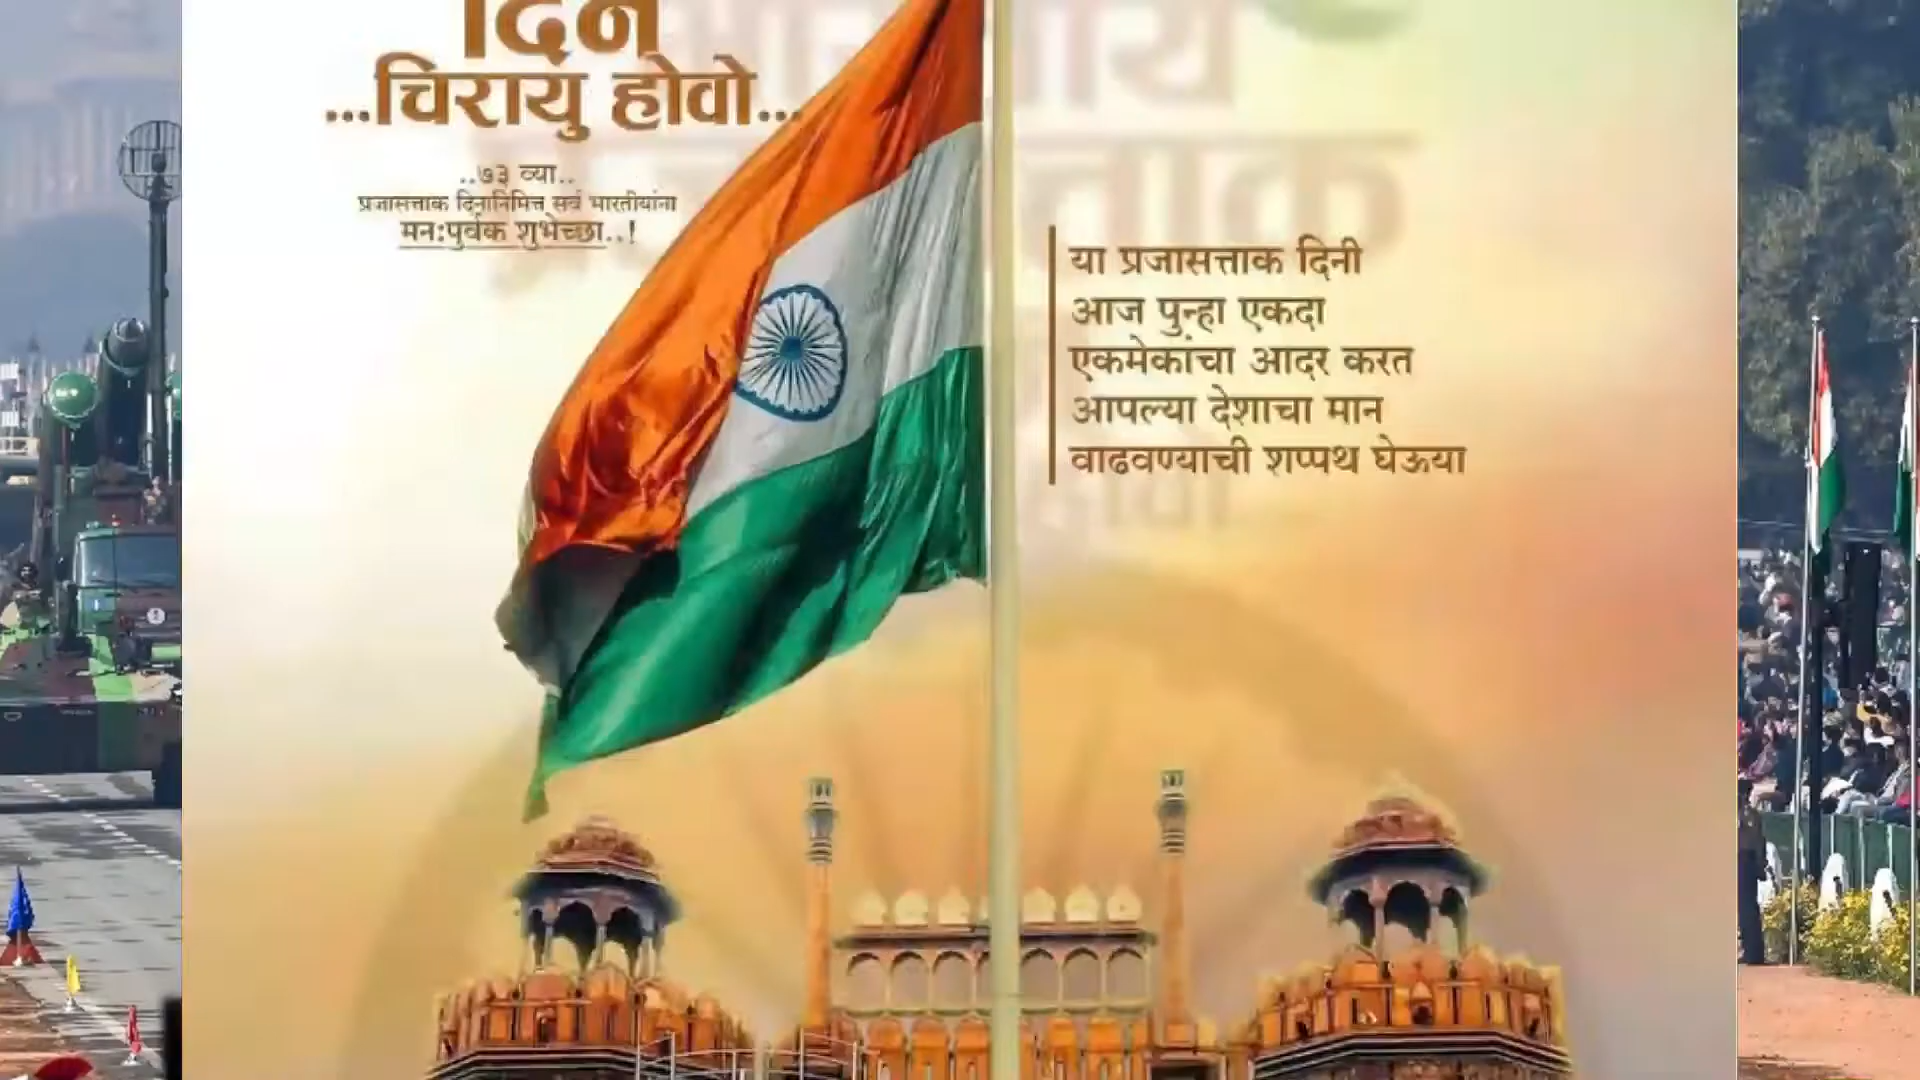 दिन
...चिरायु होवो...
..७३ व्या..
प्रजासत्ताक दिनानिमित्त सर्व भारतीयांना
मन:पुर्वक शुभेच्छा..!
या प्रजासत्ताक दिनी
आज पुन्हा एकदा
एकमेकांचा आदर करत
आपल्या देशाचा मान
वाढवण्याची शप्पथ घेऊया